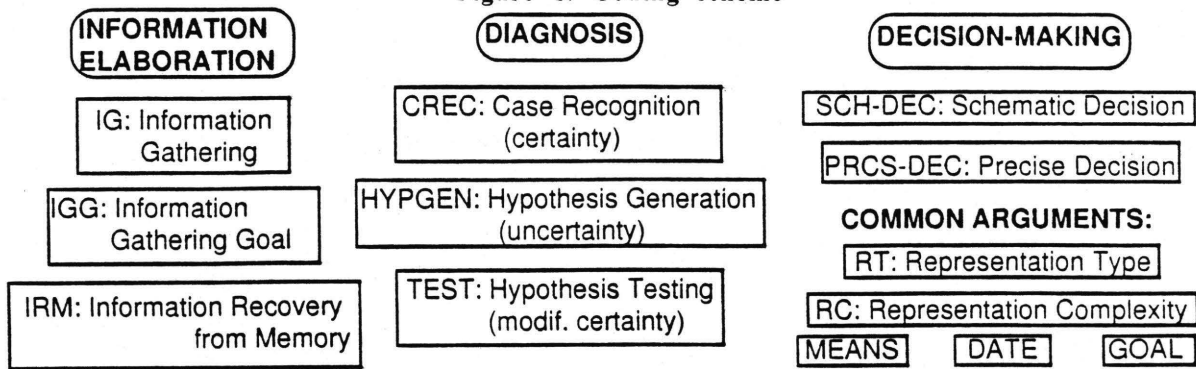 INFORMATION
ELABORATION
IG: Information
Gathering
IGG: Information
Gathering Goal
IRM: Information Recovery
from Memory
DIAGNOSIS
CREC: Case Recognition
(certainty)
HYPGEN: Hypothesis Generation
(uncertainty)
TEST: Hypothesis Testing
(modif. certainty)
DECISION-MAKING
SCH-DEC: Schematic Decision
PRCS-DEC: Precise Decision
COMMON ARGUMENTS:
RT: Representation Type
RC: Representation Complexity
MEANS DATE GOAL